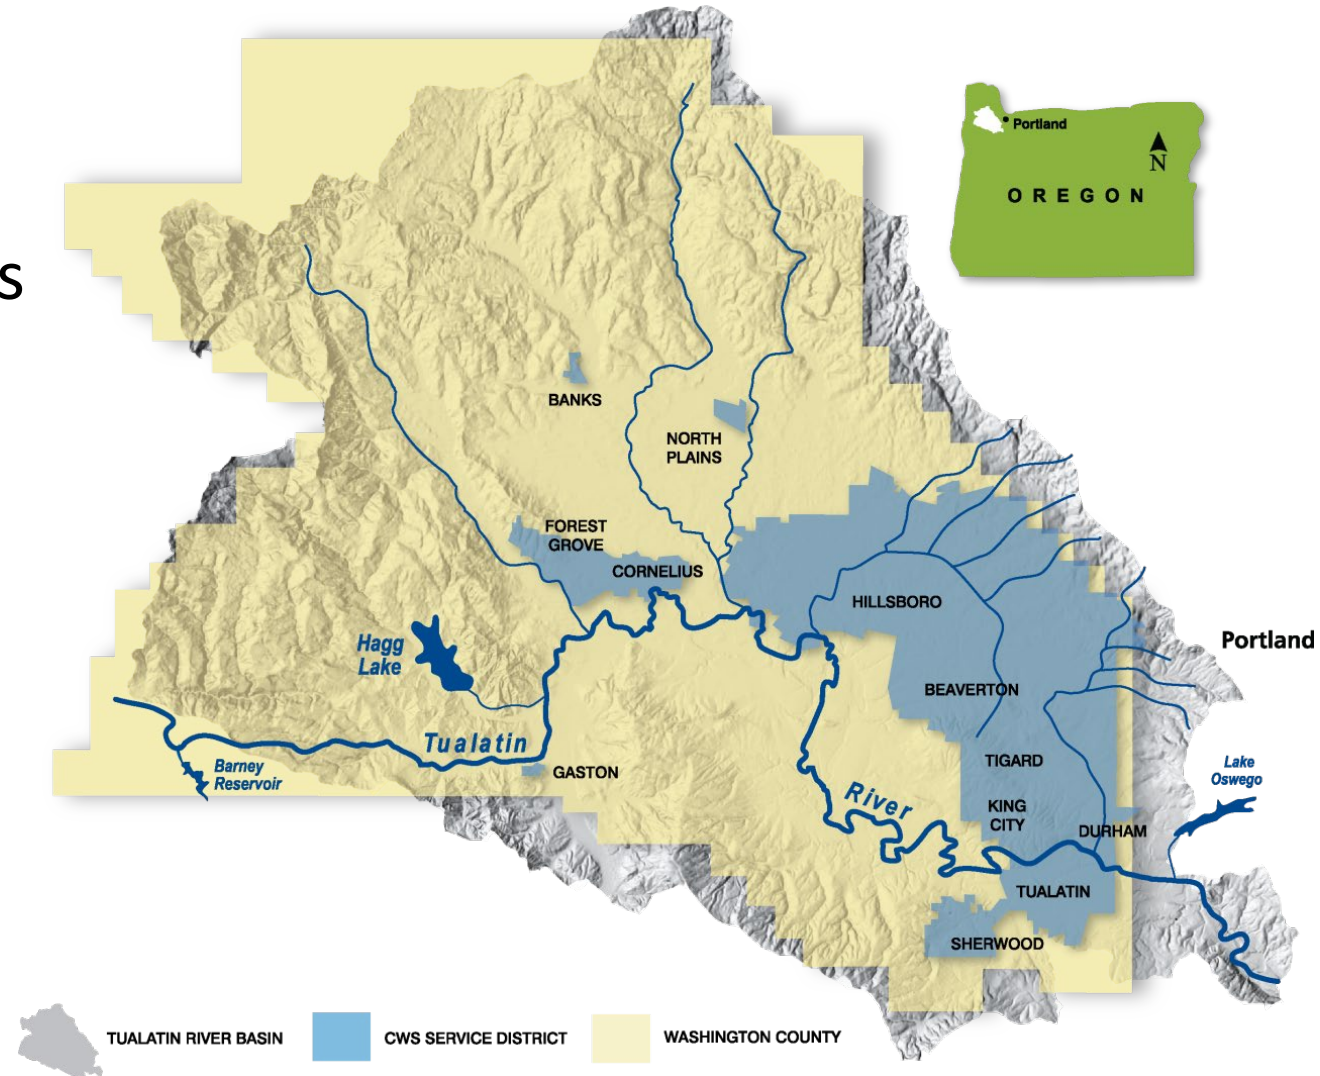 s
Portland
N
OREGON
BANKS
NORTH
PLAINS
FOREST
GROVE
CORNELIUS
HILLSBORO
Portland
Hagg
Lake
BEAVERTON
Tualatin
Barney
Reservoir
GASTON
TIGARD
Lake
Oswego
River
KING
CITY
DURHAM
TUALATIN
SHERWOOD
TUALATIN RIVER BASIN
CWS SERVICE DISTRICT
WASHINGTON COUNTY